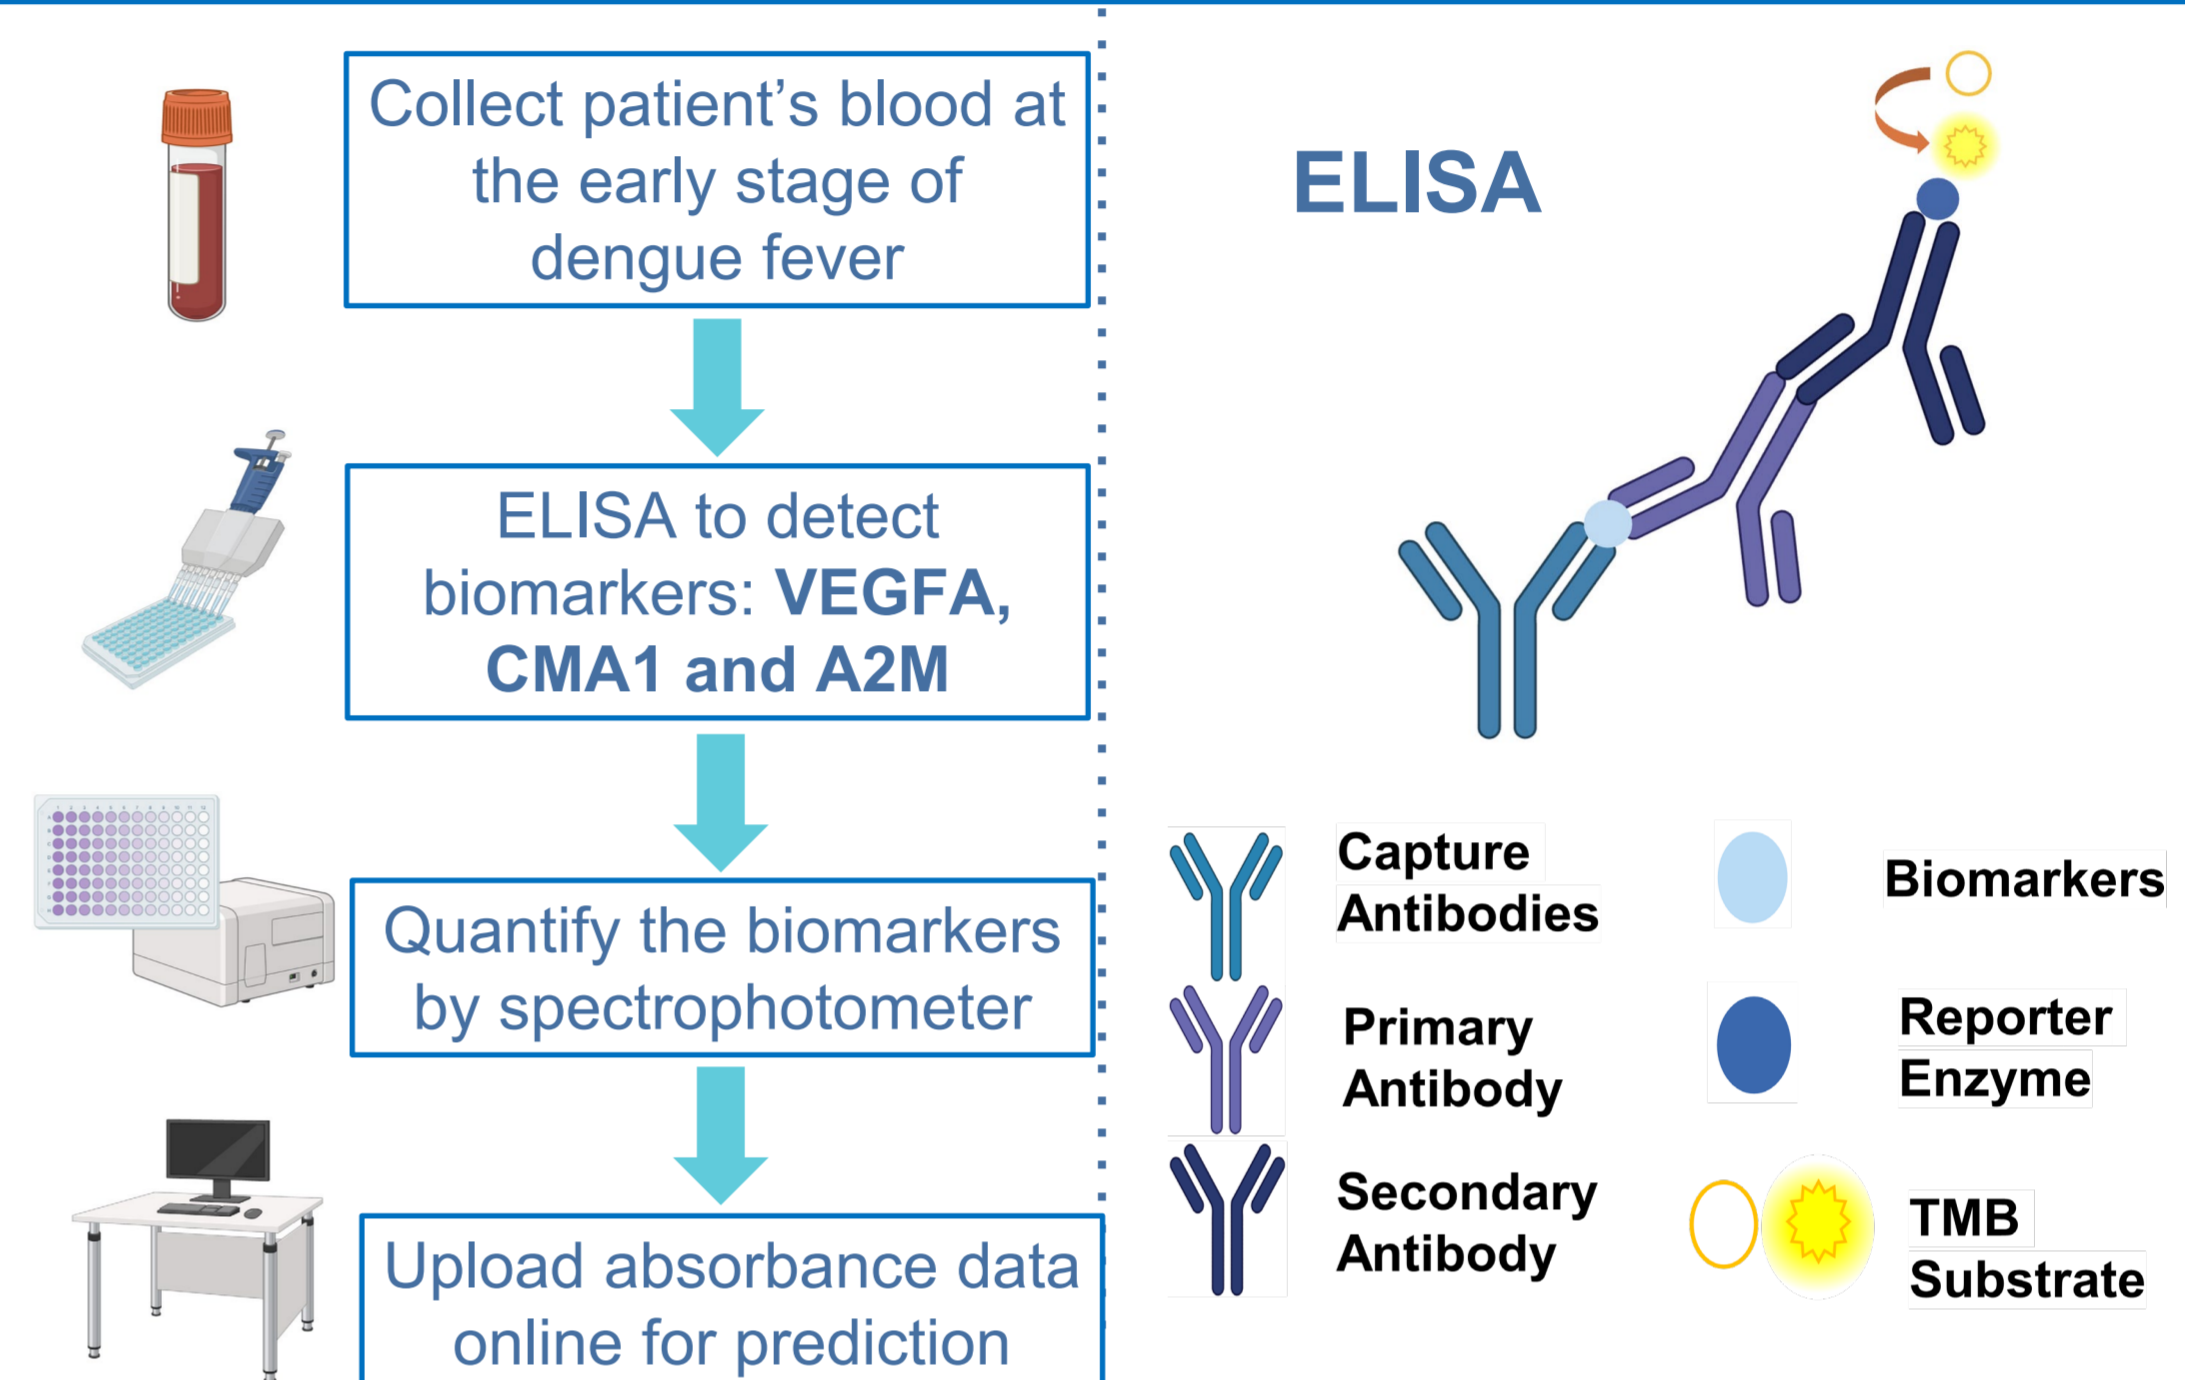 Collect patient's blood at
the early stage of
dengue fever
ELISA to detect
biomarkers: VEGFA,
CMA1 and A2M
Quantify the biomarkers
by spectrophotometer
Upload absorbance data
online for prediction
ELISA
Capture
Antibodies
Primary
Antibody
Secondary
Antibody
Biomarkers
Reporter
Enzyme
TMB
Substrate